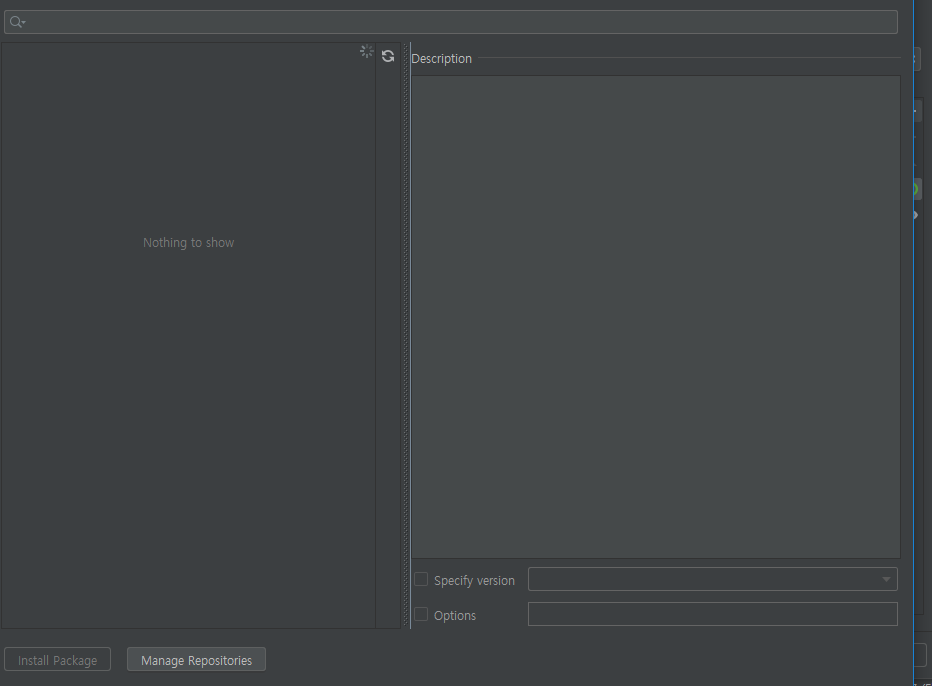 Description
Nothing to show
Specify version
Options
Install Package
Manage Repositories